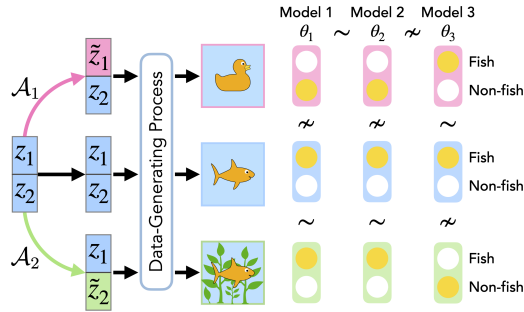 Model 1 Model 2 Model 3
θ₁ ~ θ₂ ≁ θ₃
z̃₁
z₂
𝒜₁
Fish
Non-fish
≁ ≁ ~
z₁
z₂
z₁
z₂
Data-Generating Process
Fish
Non-fish
~ ~ ≁
𝒜₂
z₁
z̃₂
Fish
Non-fish